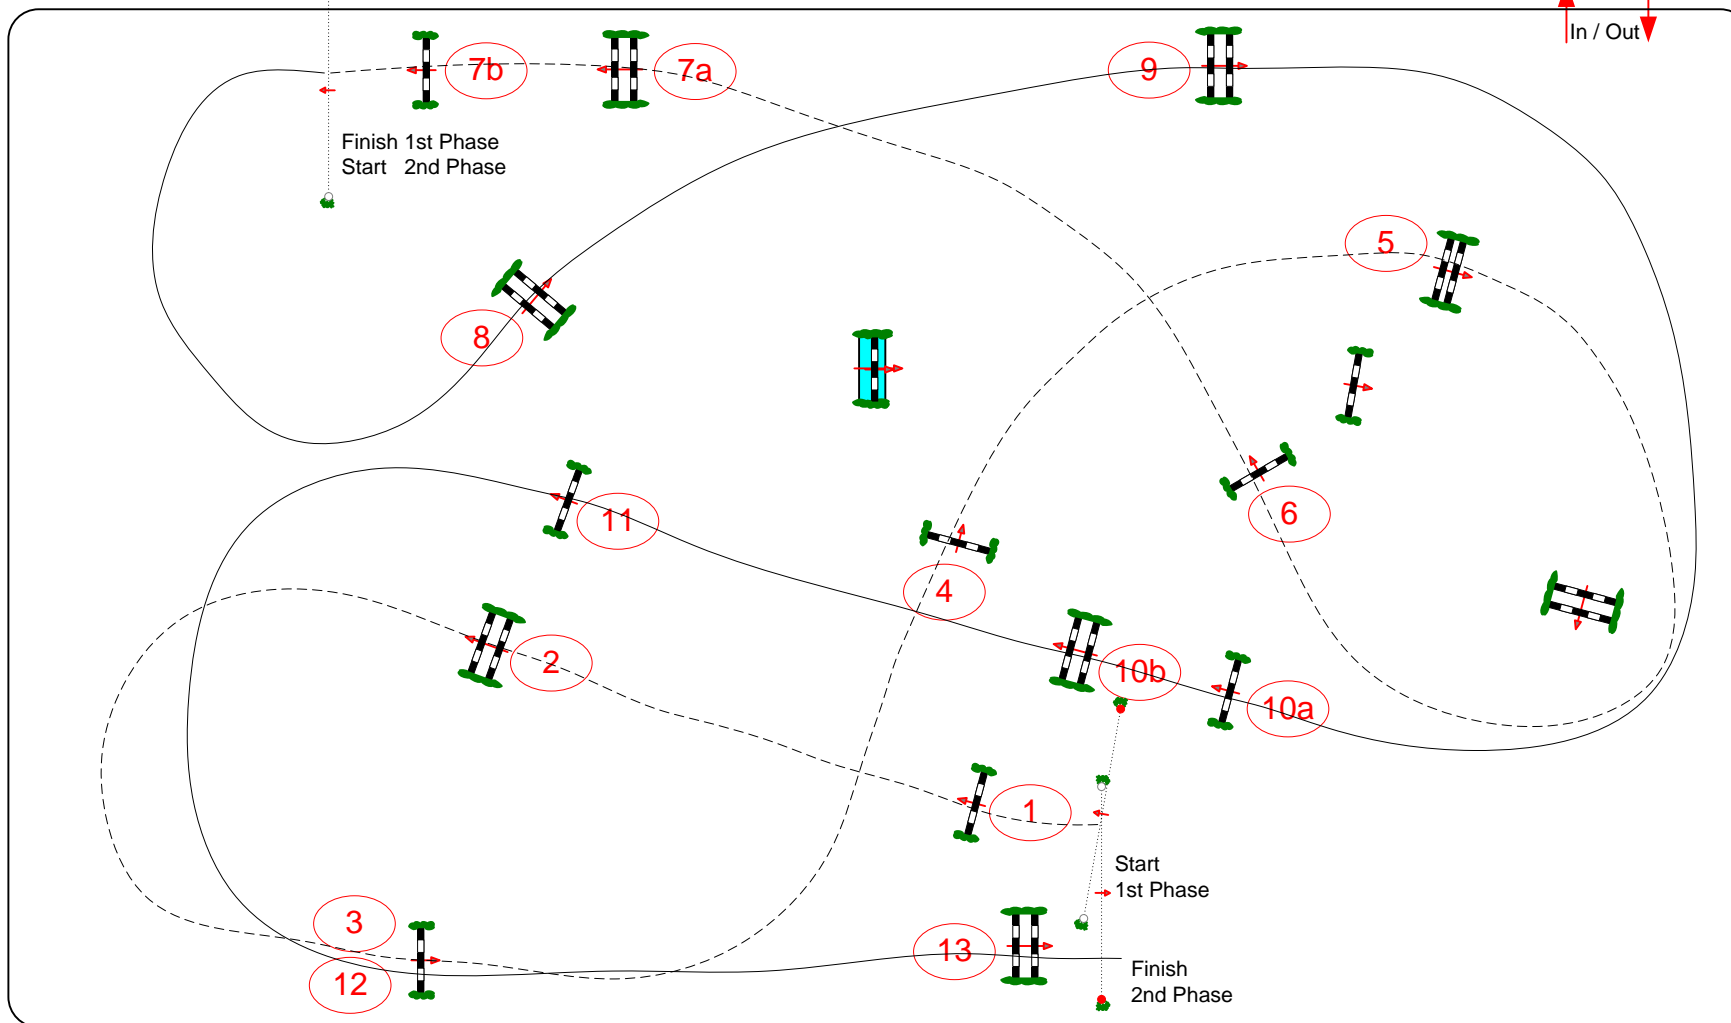 In / Out
7b
7a
9
Finish 1st Phase
Start 2nd Phase
5
8
11
6
4
2
10b
10a
1
Start
1st Phase
3
13
12
Finish
2nd Phase